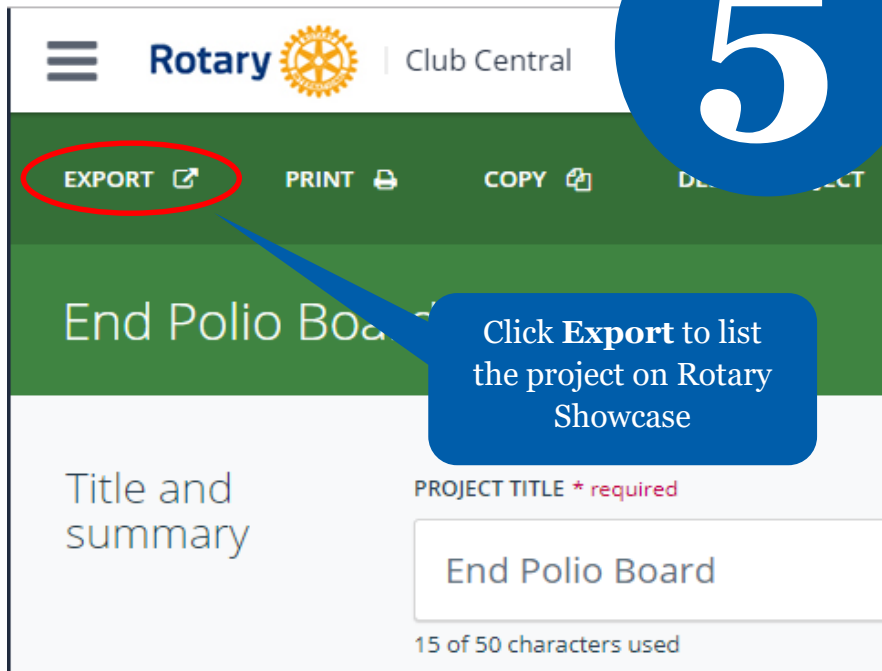 Rotary
Club Central
5
EXPORT
PRINT
COPY
End Polio
Click Export to list
the project on Rotary
Showcase
Title and
summary
PROJECT TITLE * required
End Polio Board
15 of 50 characters used